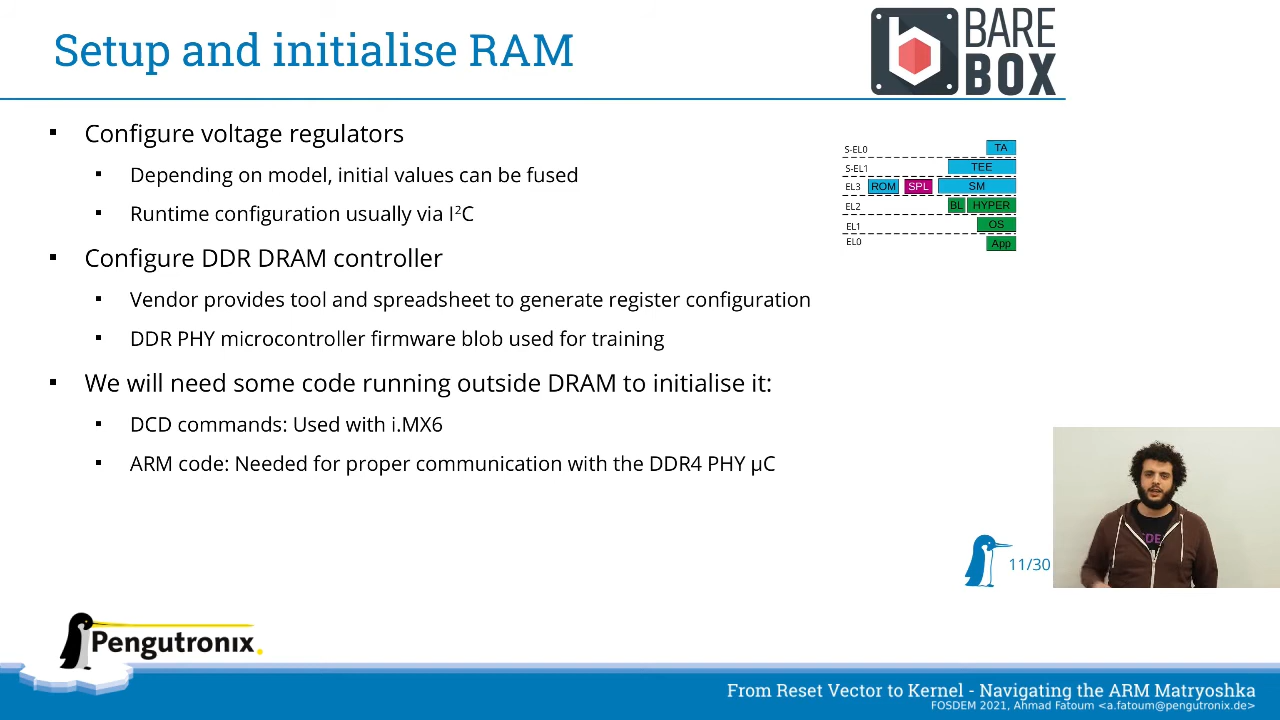 Setup and initialise RAM
BARE
BOX
Configure voltage regulators
Depending on model, initial values can be fused
Runtime configuration usually via I²C
Configure DDR DRAM controller
Vendor provides tool and spreadsheet to generate register configuration
DDR PHY microcontroller firmware blob used for training
We will need some code running outside DRAM to initialise it:
DCD commands: Used with i.MX6
ARM code: Needed for proper communication with the DDR4 PHY µC
S-EL0 TA
S-EL1 TEE
EL3 ROM SPL SM
EL2 BL HYPER
EL1 OS
EL0 App
11/30
Pengutronix
From Reset Vector to Kernel - Navigating the ARM Matryoshka
FOSDEM 2021, Ahmad Fatoum <a.fatoum@pengutronix.de>